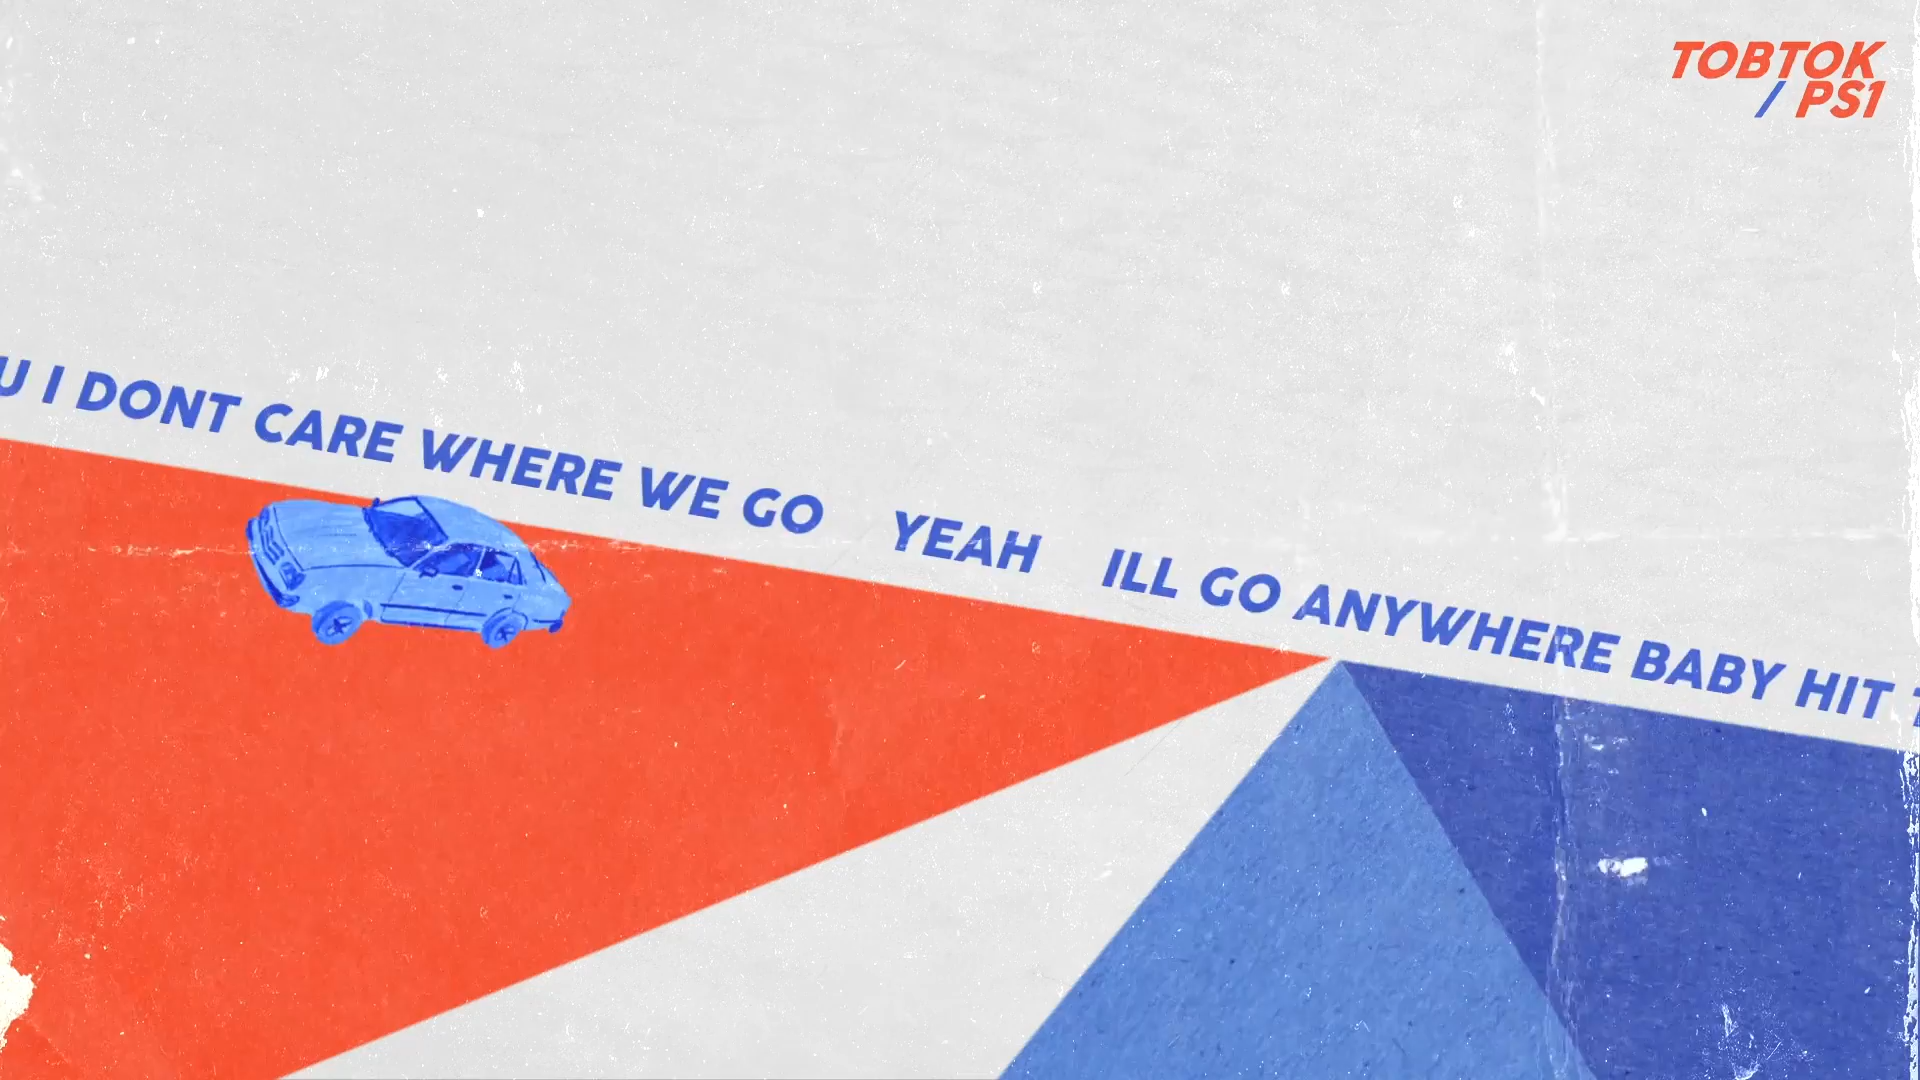 TOBTOK
/ PS1
U I DONT CARE WHERE WE GO YEAH ILL GO ANYWHERE BABY HIT